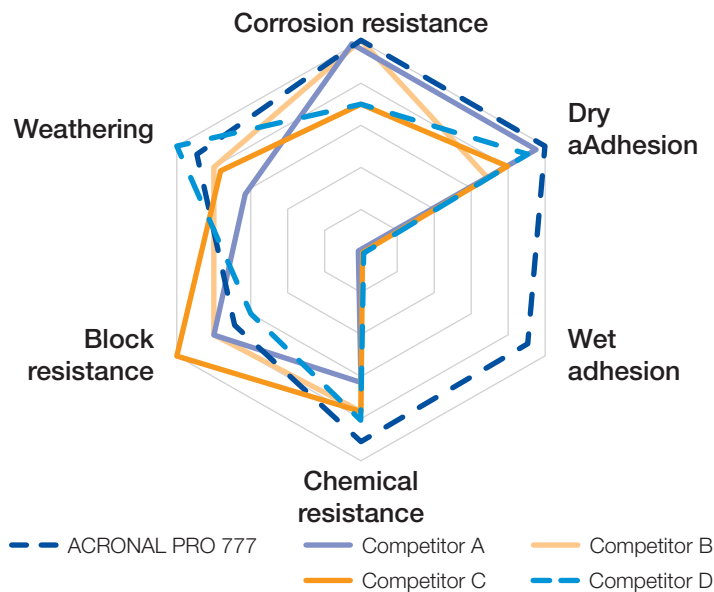 Corrosion resistance
Weathering
Dry
aAdhesion
Block
resistance
Wet
adhesion
Chemical
resistance
ACRONAL PRO 777
Competitor A
Competitor B
Competitor C
Competitor D